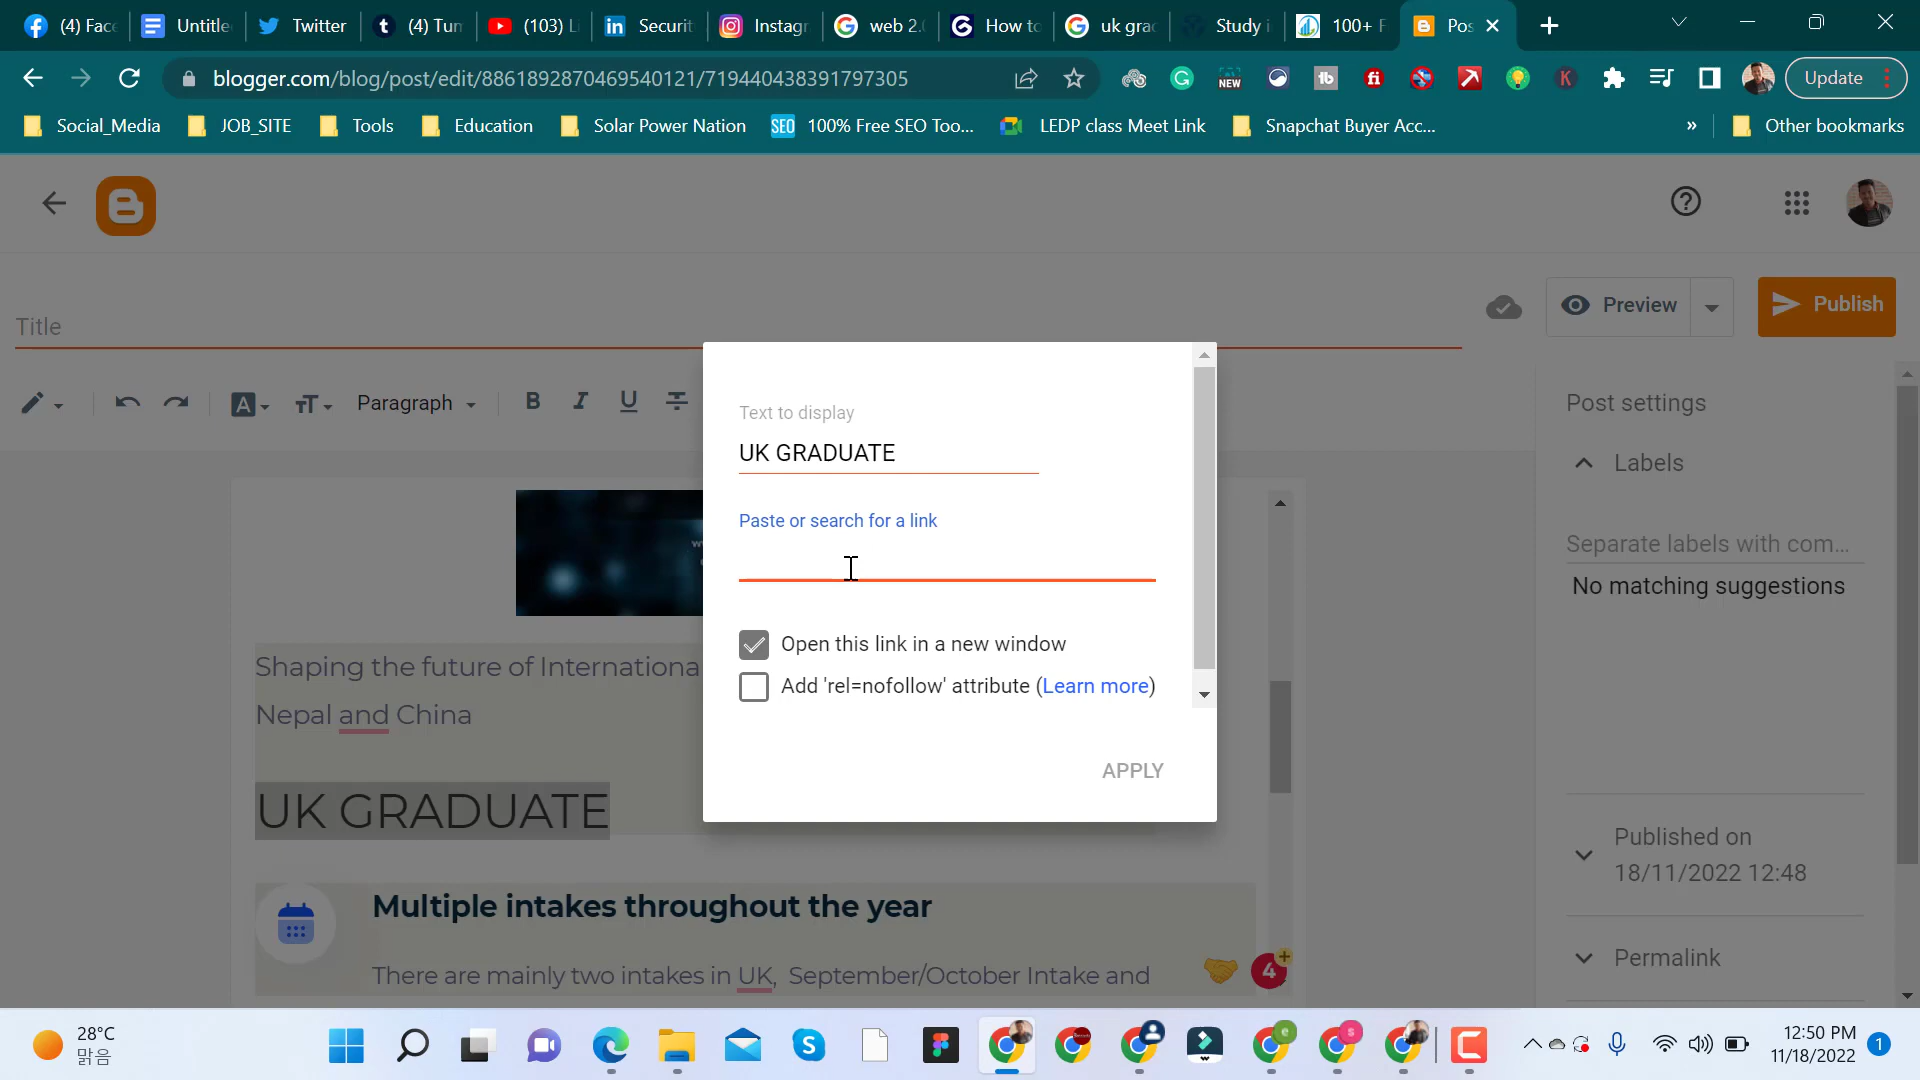 (4) Face
Untitle
Twitter
(4) Tum
(103) Li
Securit
Instagr
web 2.0
How to
uk grad
Study i
100+ F
Pos
blogger.com/blog/post/edit/8861892870469540121/719440438391797305
NEW
Update
Social_Media
JOB_SITE
Tools
Education
Solar Power Nation
SEO
100% Free SEO Too...
LEDP class Meet Link
Snapchat Buyer Acc...
»
Other bookmarks
Title
Preview
Publish
Paragraph
B
I
U
Text to display
UK GRADUATE
Paste or search for a link
Open this link in a new window
Add 'rel=nofollow' attribute (Learn more)
APPLY
Shaping the future of Internationa
Nepal and China
UK GRADUATE
Multiple intakes throughout the year
There are mainly two intakes in UK, September/October Intake and
4
Post settings
Labels
Separate labels with com...
No matching suggestions
Published on
18/11/2022 12:48
Permalink
28°C
맑음
12:50 PM
11/18/2022
1